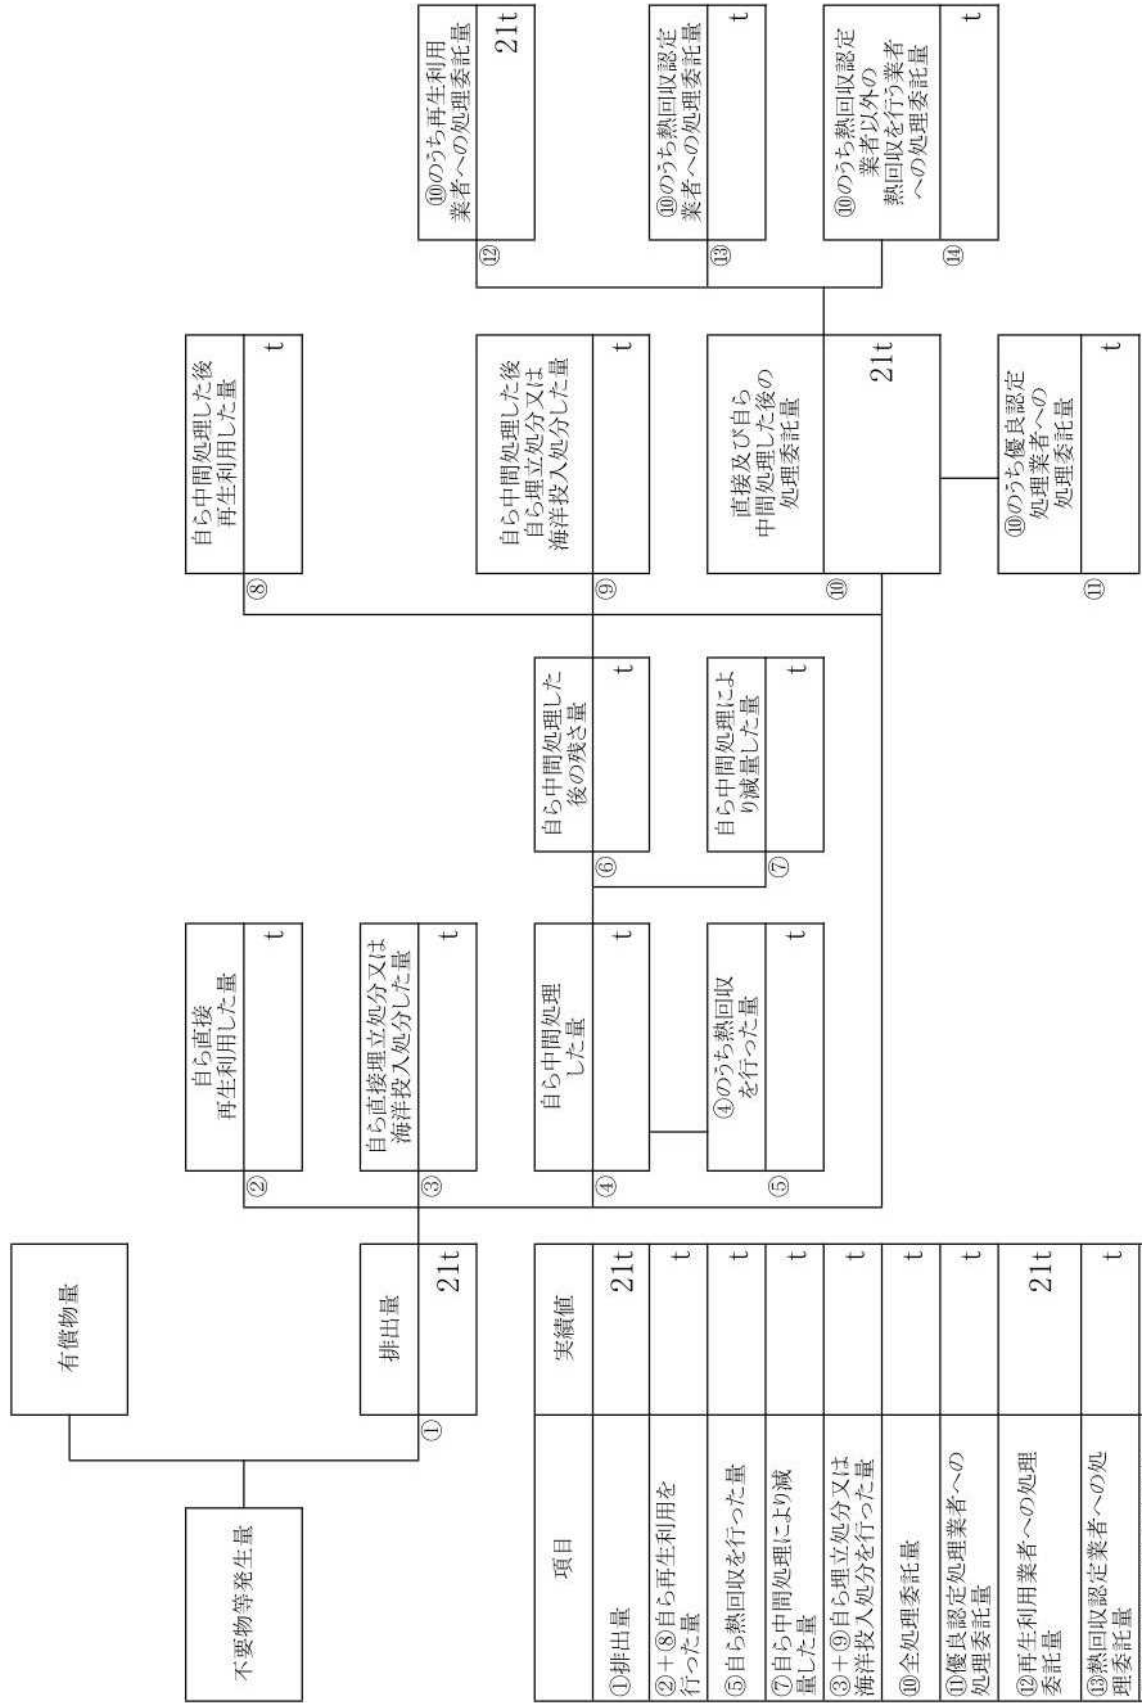 有償物量
不要物等発生量
排出量
①
21t
自ら直接
再生利用した量
②
t
自ら直接埋立処分又は
海洋投入処分した量
③
t
自ら中間処理
した量
④
t
④のうち熱回収
を行った量
⑤
t
自ら中間処理した
後の残さ量
⑥
t
自ら中間処理によ
り減量した量
⑦
t
自ら中間処理した後
再生利用した量
⑧
t
自ら中間処理した後
自ら埋立処分又は
海洋投入処分した量
⑨
t
直接及び自ら
中間処理した後の
処理委託量
⑩
21t
⑩のうち優良認定
処理業者への
処理委託量
⑪
t
⑩のうち再生利用
業者への処理委託量
⑫
21t
⑩のうち熱回収認定
業者への処理委託量
⑬
t
⑩のうち熱回収認定
業者以外の
熱回収を行う業者
への処理委託量
⑭
t
項目
実績値
①排出量
21t
②+⑧自ら再生利用を
行った量
t
⑤自ら熱回収を行った量
t
⑦自ら中間処理により減
量した量
t
③+⑨自ら埋立処分又は
海洋投入処分を行った量
t
⑩全処理委託量
t
⑪優良認定処理業者への
処理委託量
t
⑫再生利用業者への処理
委託量
21t
⑬熱回収認定業者への処
理委託量
t